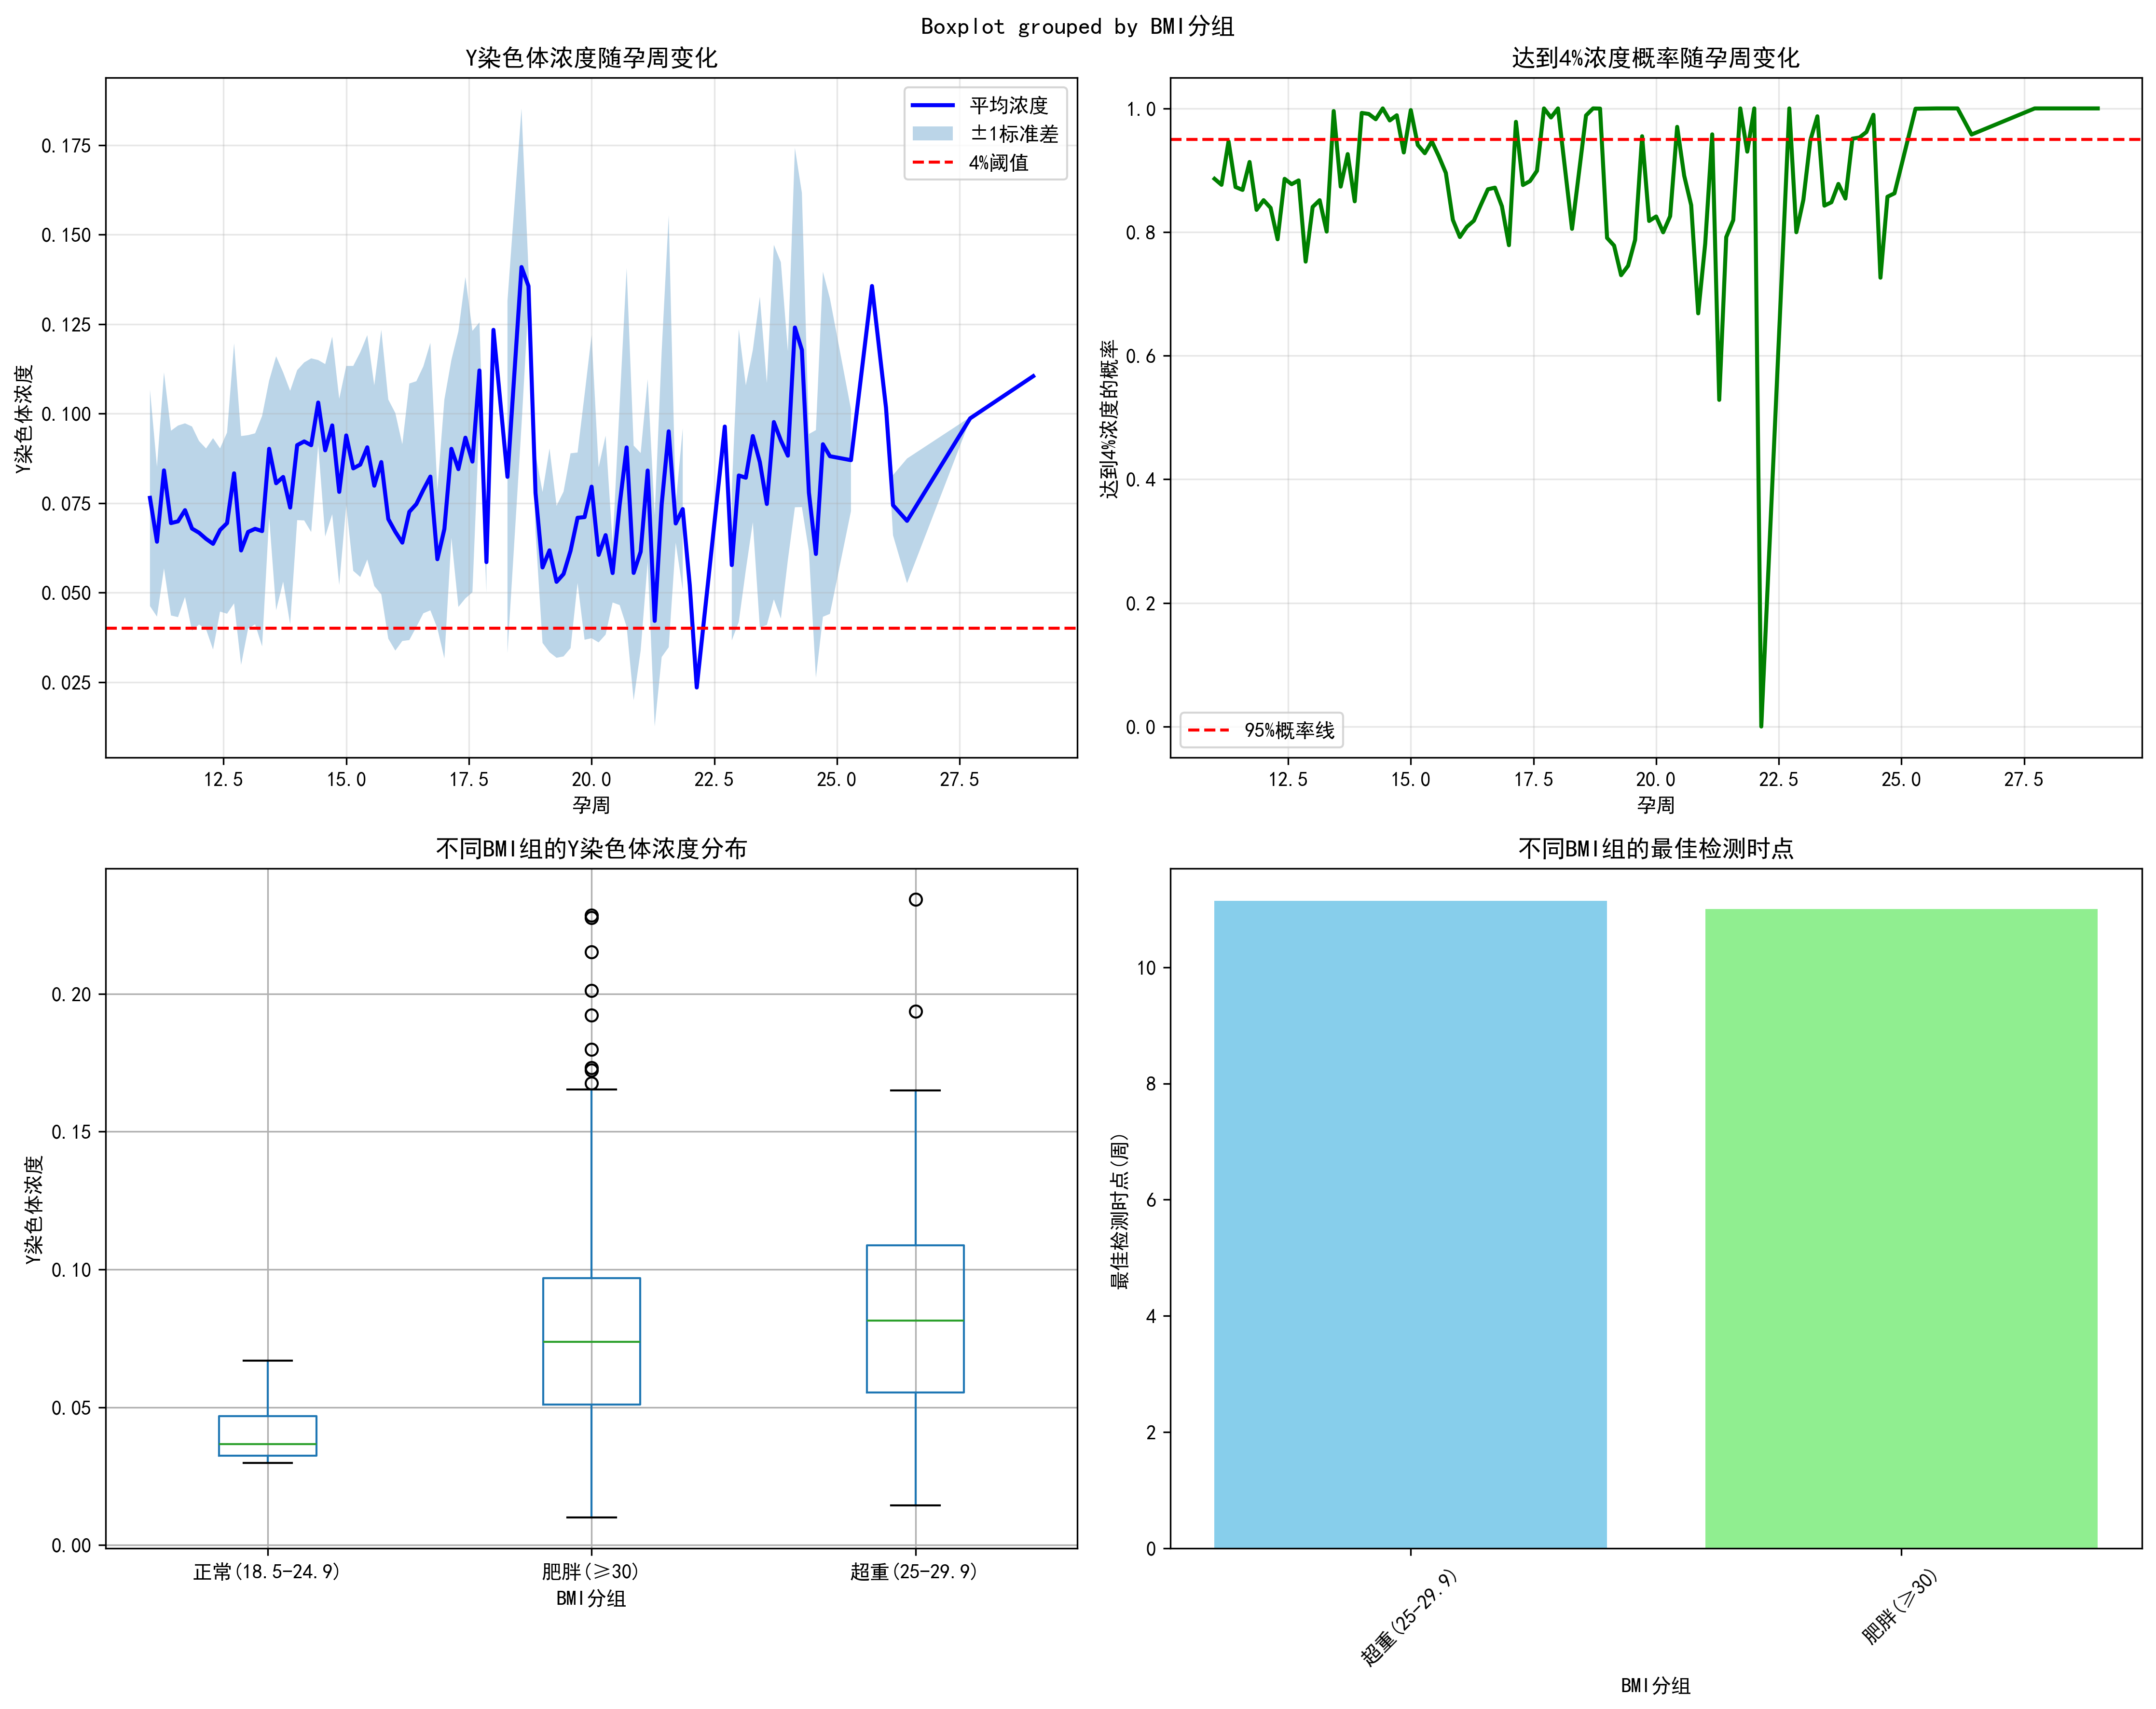 Boxplot grouped by BMI分组
Y染色体浓度随孕周变化
0.175
0.150
0.125
0.100
0.075
0.050
0.025
Y染色体浓度
平均浓度
±1标准差
4%阈值
12.5 15.0 17.5 20.0 22.5 25.0 27.5
孕周
达到4%浓度概率随孕周变化
1.0
0.8
0.6
0.4
0.2
0.0
达到4%浓度的概率
95%概率线
12.5 15.0 17.5 20.0 22.5 25.0 27.5
孕周
不同BMI组的Y染色体浓度分布
0.20
0.15
0.10
0.05
0.00
Y染色体浓度
正常(18.5-24.9) 肥胖(≥30) 超重(25-29.9)
BMI分组
不同BMI组的最佳检测时点
10
8
6
4
2
0
最佳检测时点(周)
超重(25-29.9) 肥胖(≥30)
BMI分组